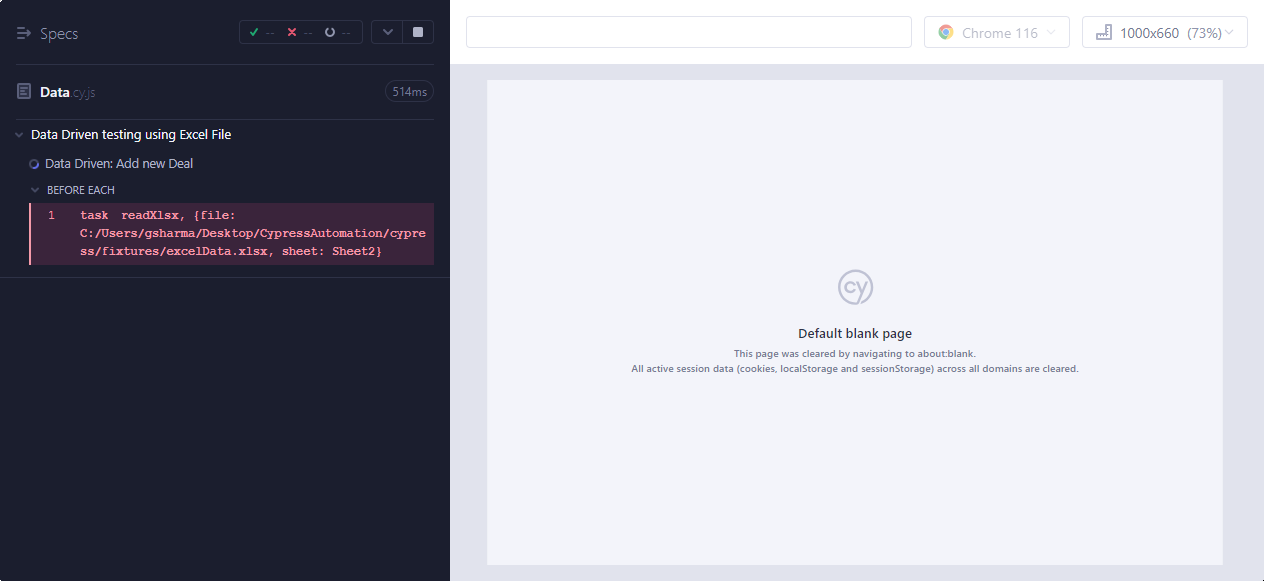 Specs
-- -- --
Data.cy.js
514ms
Data Driven testing using Excel File
Data Driven: Add new Deal
BEFORE EACH
1 task readXlsx, {file:
C:/Users/gsharma/Desktop/CypressAutomation/cypre
ss/fixtures/excelData.xlsx, sheet: Sheet2}
Chrome 116
1000x660 (73%)
cy
Default blank page
This page was cleared by navigating to about:blank.
All active session data (cookies, localStorage and sessionStorage) across all domains are cleared.